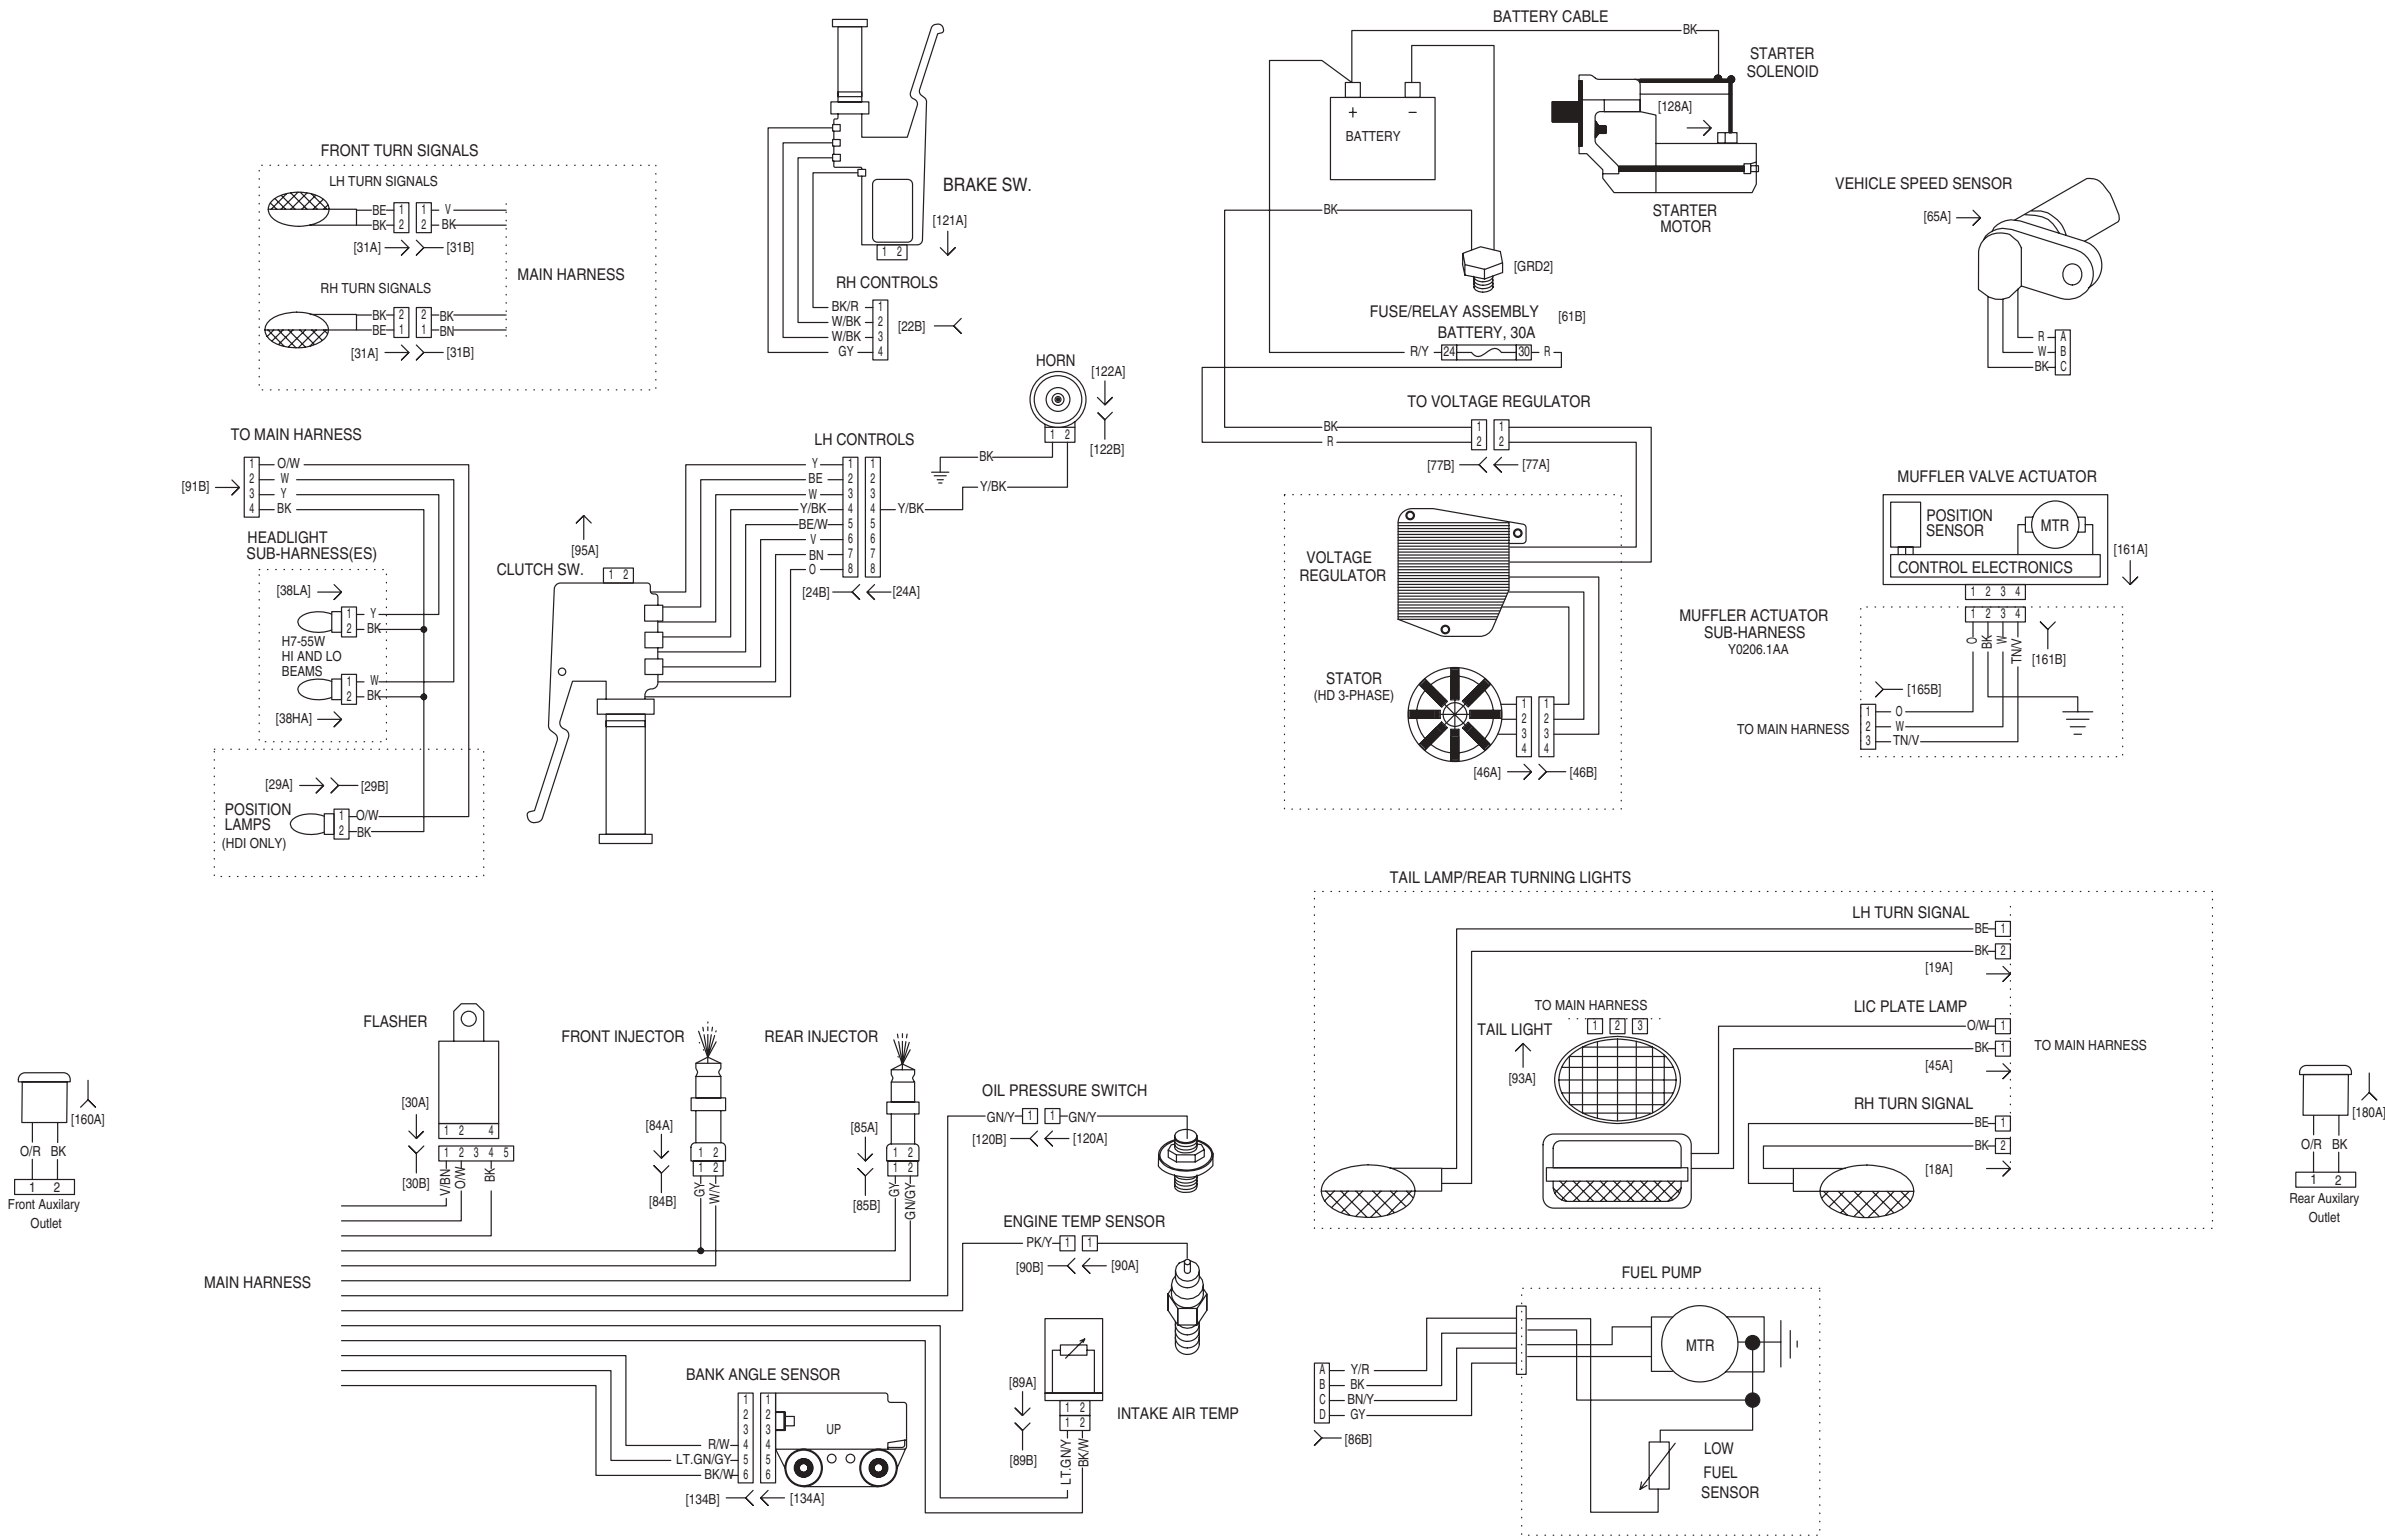 BATTERY CABLE
BK
STARTER
SOLENOID
[128A]
+ −
BATTERY
STARTER
MOTOR
BK
[GRD2]
FUSE/RELAY ASSEMBLY
[61B]
BATTERY, 30A
R/Y 24 30 R
TO VOLTAGE REGULATOR
BK 1 1
R 2 2
[77B] [77A]
VOLTAGE
REGULATOR
STATOR
(HD 3-PHASE)
1 1
2 2
3 3
4 4
[46A] [46B]
VEHICLE SPEED SENSOR
[65A]
R A
W B
BK C
MUFFLER VALVE ACTUATOR
POSITION
SENSOR
MTR
CONTROL ELECTRONICS
[161A]
1 2 3 4
1 2 3 4
O BK W TN/V
[161B]
MUFFLER ACTUATOR
SUB-HARNESS
Y0206.1AA
[165B]
TO MAIN HARNESS
1 O
2 W
3 TN/V
FRONT TURN SIGNALS
LH TURN SIGNALS
BE 1 1 V
BK 2 2 BK
[31A] [31B]
MAIN HARNESS
RH TURN SIGNALS
BK 2 2 BK
BE 1 1 BN
[31A] [31B]
BRAKE SW.
[121A]
1 2
RH CONTROLS
BK/R 1
W/BK 2
W/BK 3
GY 4
[22B]
HORN
[122A]
1 2
[122B]
BK
Y/BK
TO MAIN HARNESS
[91B]
1 O/W
2 W
3 Y
4 BK
HEADLIGHT
SUB-HARNESS(ES)
[38LA]
1 Y
2 BK
H7-55W
HI AND LO
BEAMS
1 W
2 BK
[38HA]
[29A] [29B]
POSITION
LAMPS
(HDI ONLY)
1 O/W
2 BK
[95A]
CLUTCH SW.
1 2
LH CONTROLS
Y 1 1
BE 2 2
W 3 3
Y/BK 4 4 Y/BK
BE/W 5 5
V 6 6
BN 7 7
O 8 8
[24B] [24A]
TAIL LAMP/REAR TURNING LIGHTS
LH TURN SIGNAL
BE 1
BK 2
[19A]
TO MAIN HARNESS
TAIL LIGHT
1 2 3
[93A]
LIC PLATE LAMP
O/W 1
BK 1
[45A]
TO MAIN HARNESS
RH TURN SIGNAL
BE 1
BK 2
[18A]
[160A]
O/R BK
1 2
Front Auxilary
Outlet
[180A]
O/R BK
1 2
Rear Auxilary
Outlet
FLASHER
[30A]
1 2 4
1 2 3 4 5
[30B]
V/BN O/W BK
FRONT INJECTOR
[84A]
1 2
1 2
[84B]
GY W/Y
REAR INJECTOR
[85A]
1 2
1 2
[85B]
GY GN/GY
OIL PRESSURE SWITCH
GN/Y 1 1 GN/Y
[120B] [120A]
ENGINE TEMP SENSOR
PK/Y 1 1
[90B] [90A]
MAIN HARNESS
[89A]
1 2
1 2
[89B]
LT.GN/Y BK/W
INTAKE AIR TEMP
BANK ANGLE SENSOR
1 1
2 2
3 3
R/W 4 4
LT.GN/GY 5 5
BK/W 6 6
UP
[134B] [134A]
FUEL PUMP
MTR
A Y/R
B BK
C BN/Y
D GY
[86B]
LOW
FUEL
SENSOR